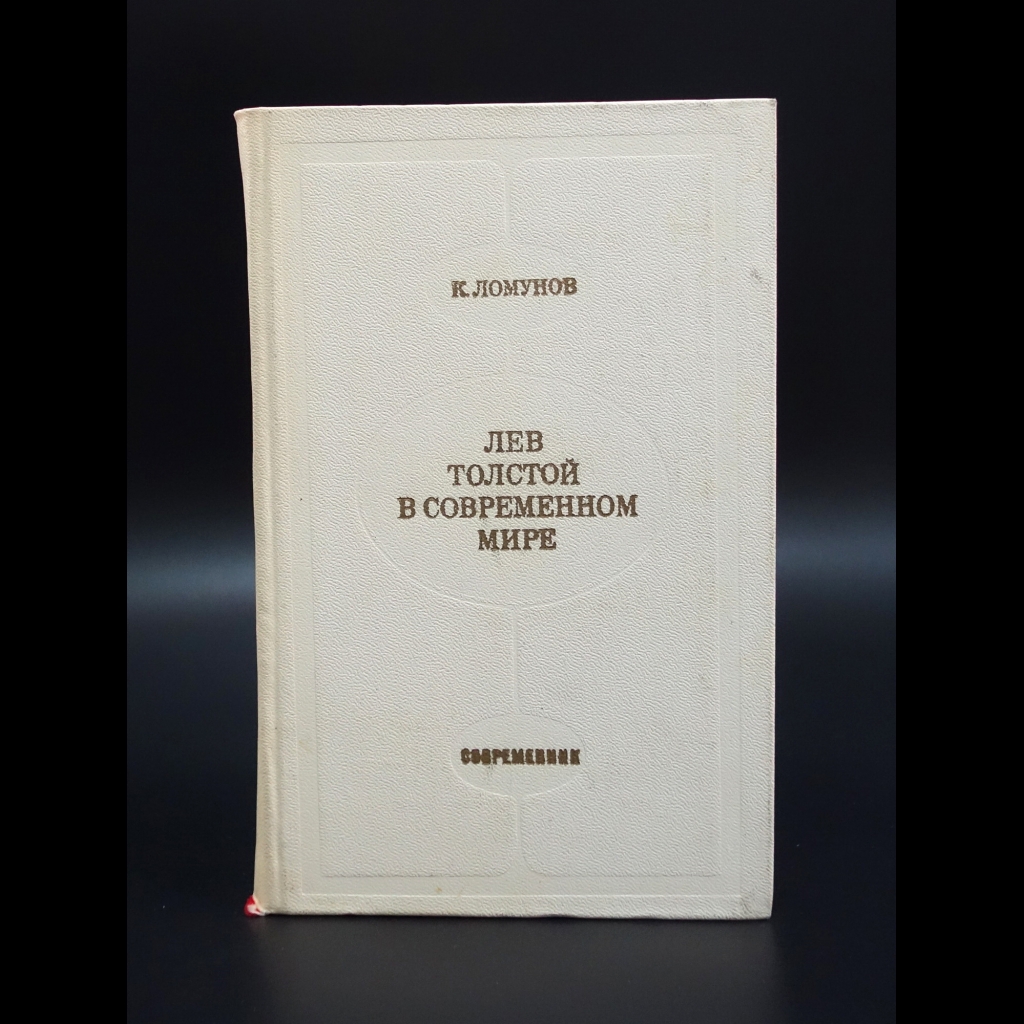 К. ЛОМУНОВ
ЛЕВ
ТОЛСТОЙ
В СОВРЕМЕННОМ
МИРЕ
СОВРЕМЕННИК